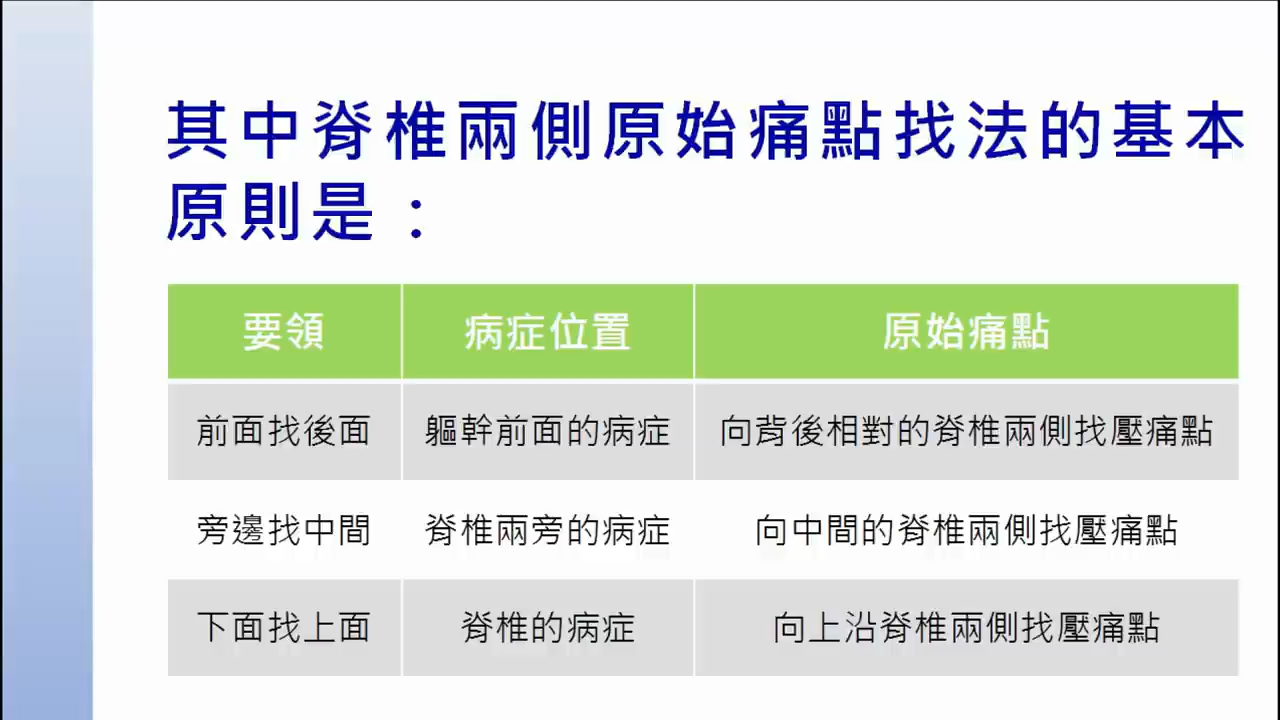 其中脊椎兩側原始痛點找法的基本
原則是：
要領 病症位置 原始痛點
前面找後面 軀幹前面的病症 向背後相對的脊椎兩側找壓痛點
旁邊找中間 脊椎兩旁的病症 向中間的脊椎兩側找壓痛點
下面找上面 脊椎的病症 向上沿脊椎兩側找壓痛點